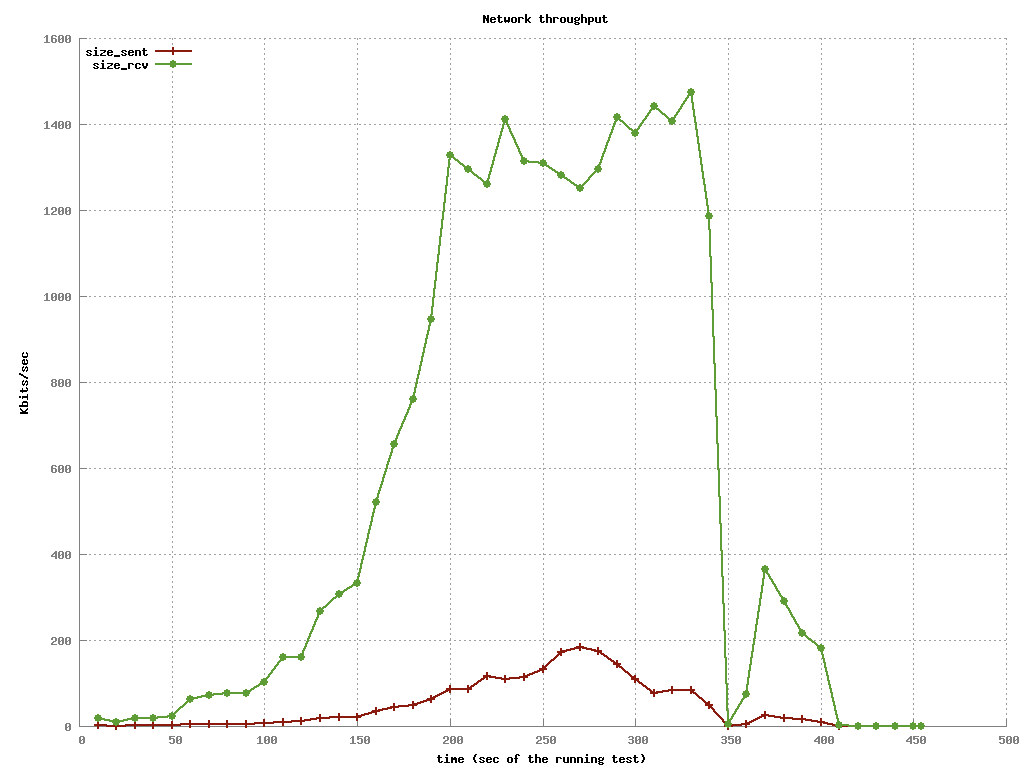 Network throughput
size_sent
size_rcv
1600
1400
1200
1000
800
600
400
200
0
Kbits/sec
0 50 100 150 200 250 300 350 400 450 500
time (sec of the running test)